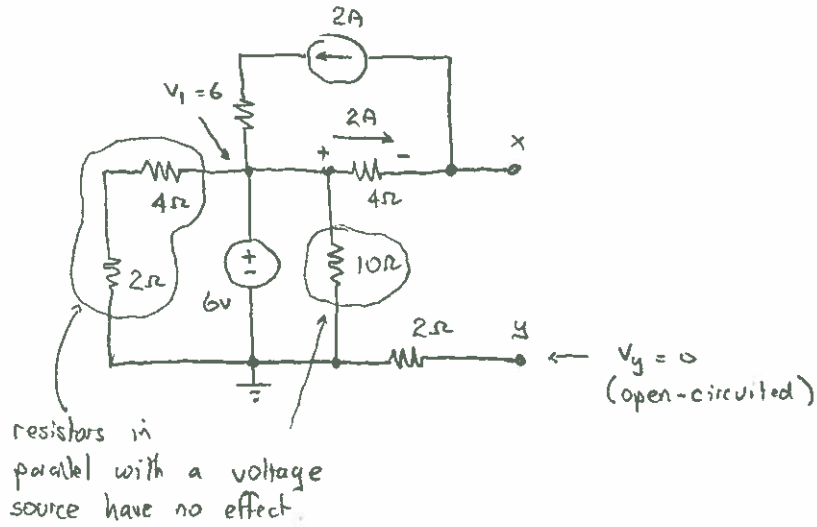 2A
V₁ = 6
2A
+ -
x
4Ω
4Ω
+
-
2Ω
10Ω
6v
2Ω
y
← Vy = 0
(open-circuited)
resistors in
parallel with a voltage
source have no effect